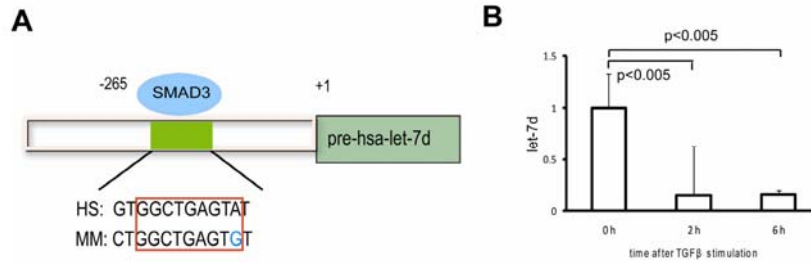 A
-265
SMAD3
+1
pre-hsa-let-7d
HS: GTGGCTGAGTAT
MM: CTGGCTGAGTGT
B
p<0.005
p<0.005
1.5
1
0.5
0
let-7d
0 h
2 h
6 h
time after TGFβ stimulation